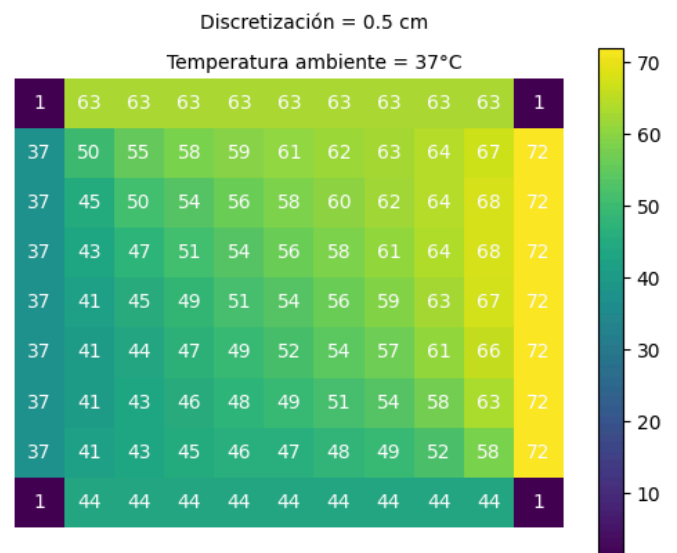 Discretización = 0.5 cm
Temperatura ambiente = 37°C
1 63 63 63 63 63 63 63 63 63 1
37 50 55 58 59 61 62 63 64 67 72
37 45 50 54 56 58 60 62 64 68 72
37 43 47 51 54 56 58 61 64 68 72
37 41 45 49 51 54 56 59 63 67 72
37 41 44 47 49 52 54 57 61 66 72
37 41 43 46 48 49 51 54 58 63 72
37 41 43 45 46 47 48 49 52 58 72
1 44 44 44 44 44 44 44 44 44 1
70
60
50
40
30
20
10